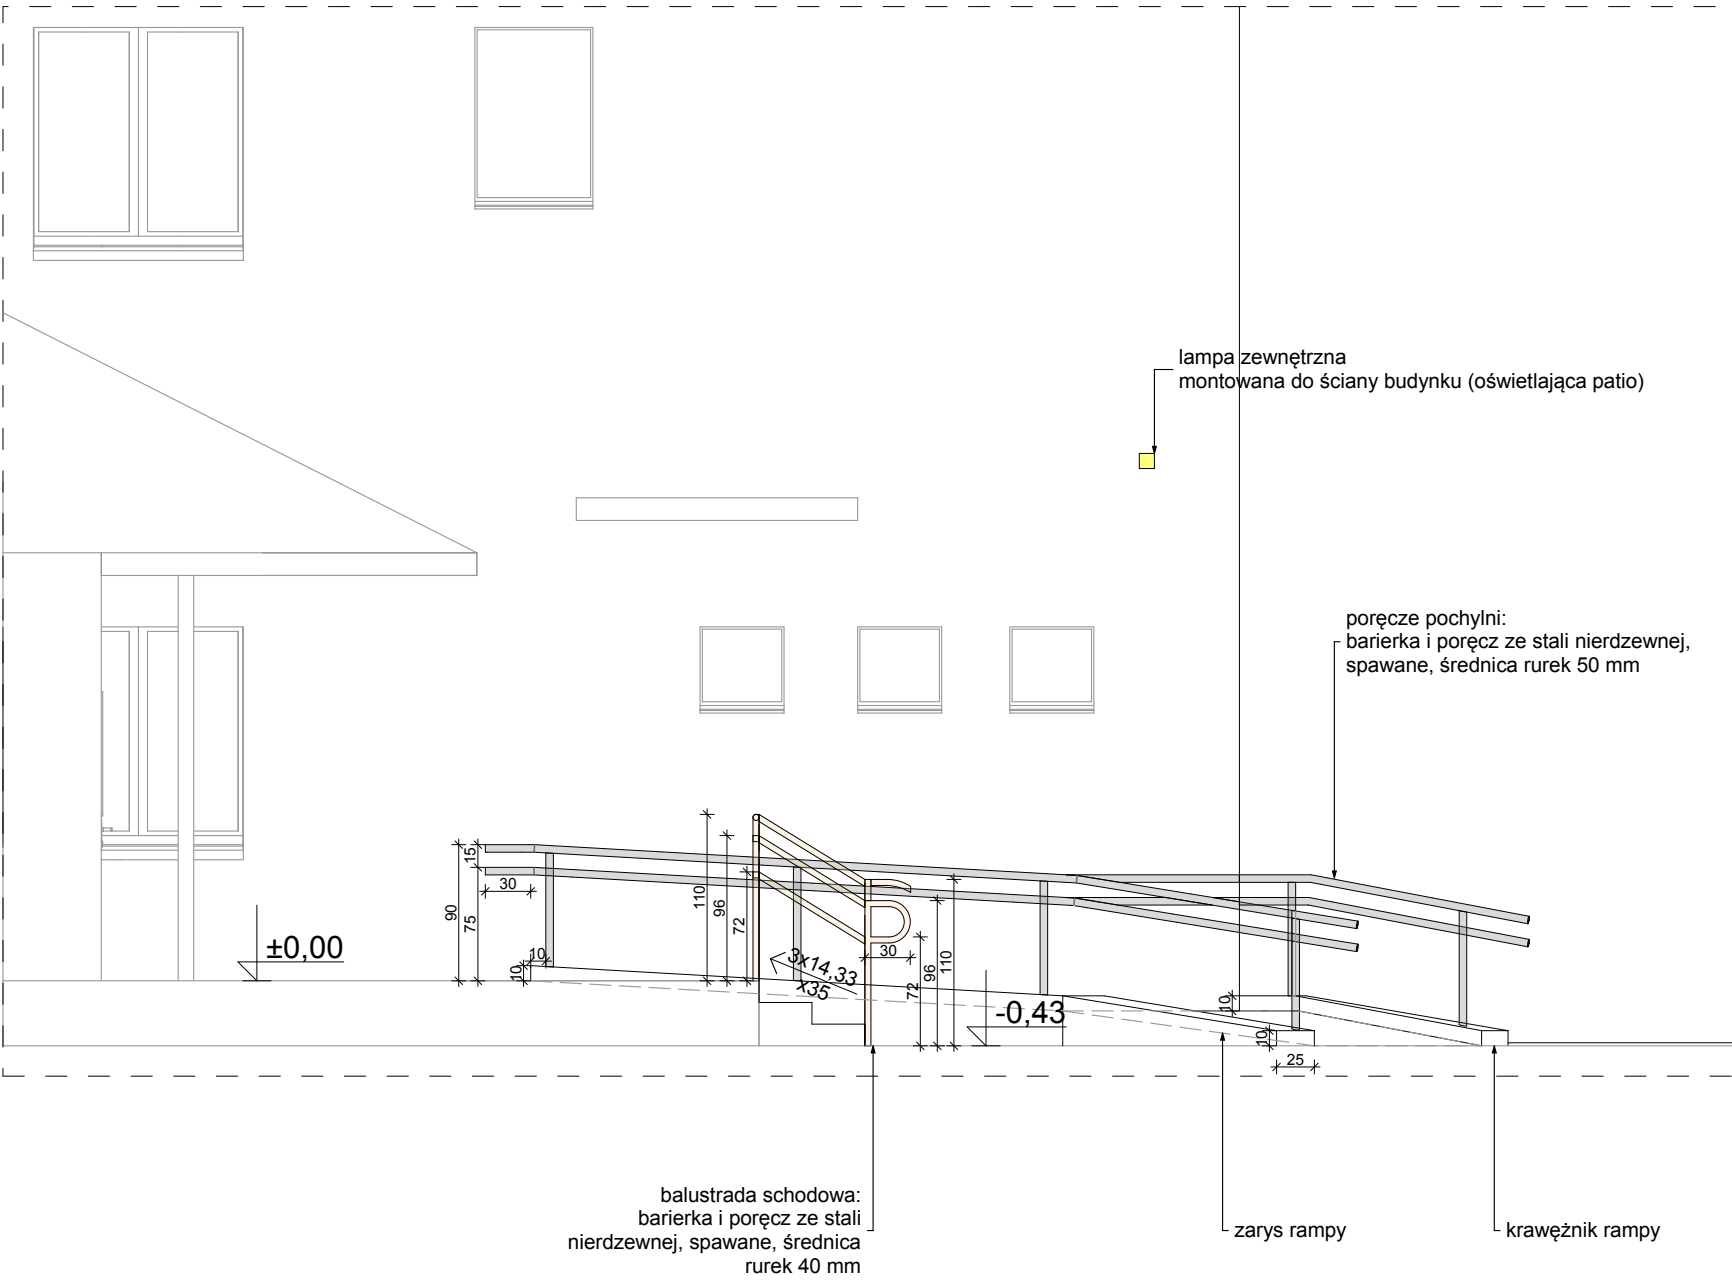 lampa zewnętrzna
montowana do ściany budynku (oświetlająca patio)
poręcze pochylni:
barierka i poręcz ze stali nierdzewnej,
spawane, średnica rurek 50 mm
15
30
90
75
110
96
72
10
10
±0,00
3x14,33
x35
30
72
96
110
-0,43
10
10
25
balustrada schodowa:
barierka i poręcz ze stali
nierdzewnej, spawane, średnica
rurek 40 mm
zarys rampy
krawężnik rampy